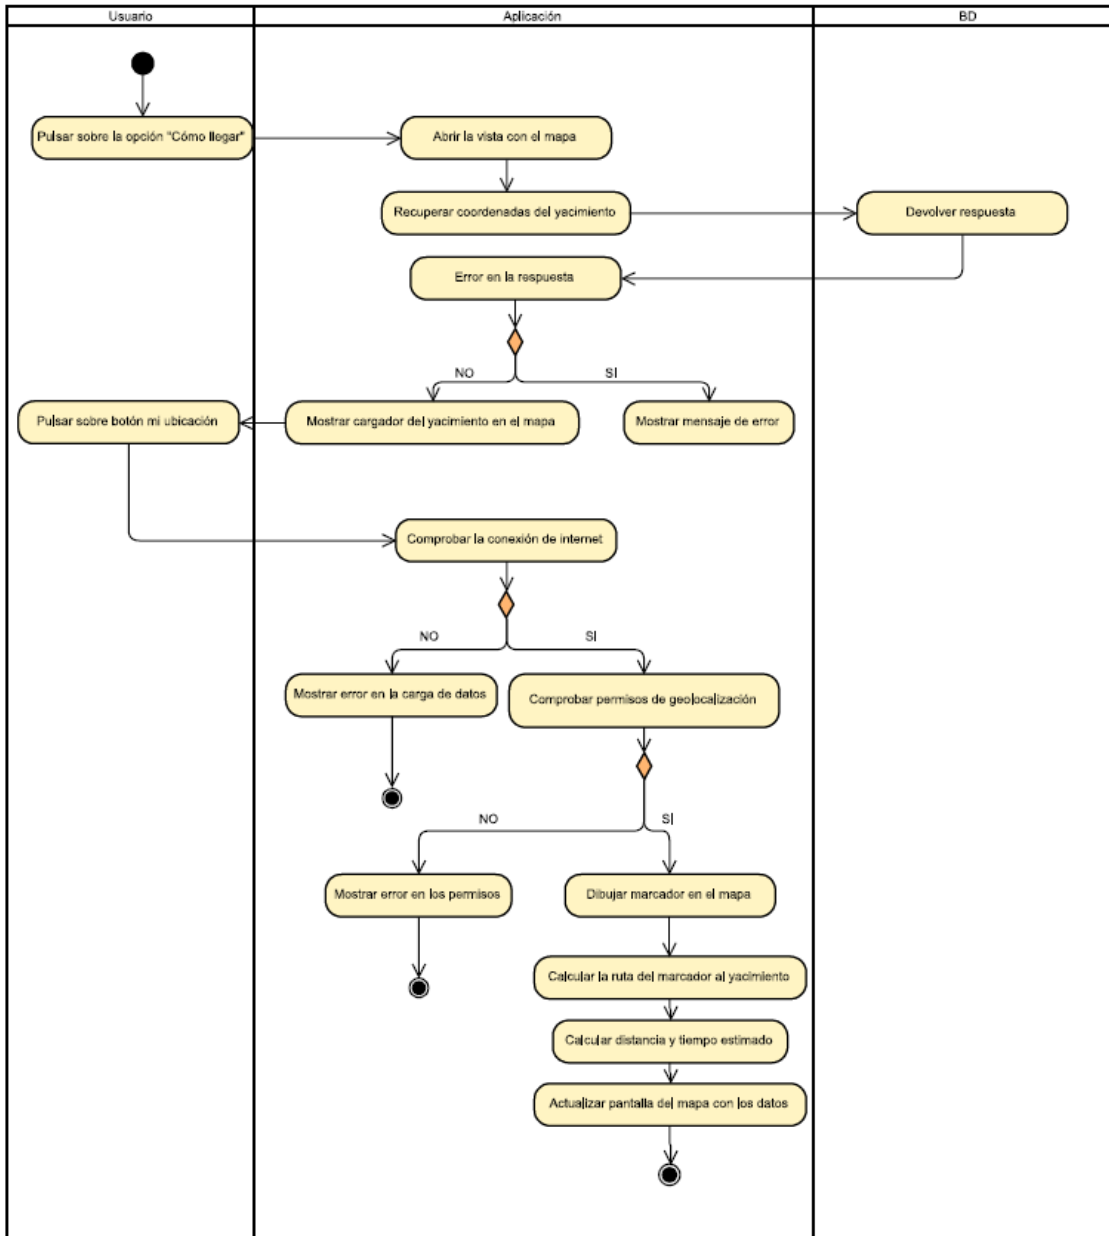 Usuario
Aplicación
BD
Pulsar sobre la opción "Cómo llegar"
Abrir la vista con el mapa
Recuperar coordenadas del yacimiento
Devolver respuesta
Error en la respuesta
NO
SI
Pulsar sobre botón mi ubicación
Mostrar cargador del yacimiento en el mapa
Mostrar mensaje de error
Comprobar la conexión de internet
NO
SI
Mostrar error en la carga de datos
Comprobar permisos de geolocalización
NO
SI
Mostrar error en los permisos
Dibujar marcador en el mapa
Calcular la ruta del marcador al yacimiento
Calcular distancia y tiempo estimado
Actualizar pantalla del mapa con los datos